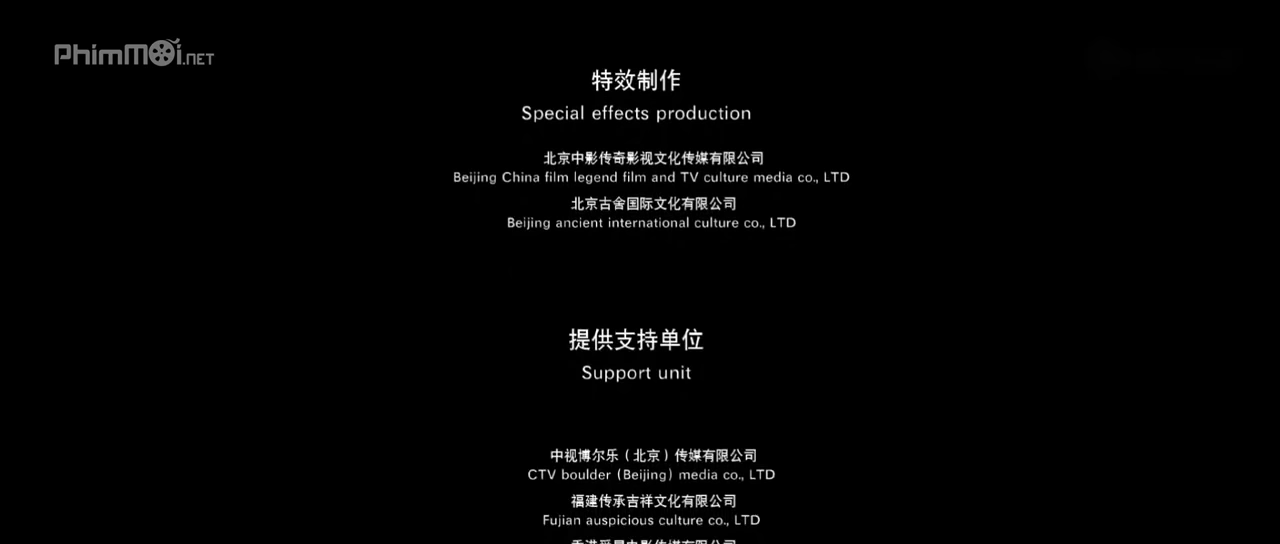 PhimMoi.NET
特效制作
Special effects production
北京中影传奇影视文化传媒有限公司
Beijing China film legend film and TV culture media co., LTD
北京古舍国际文化有限公司
Beijing ancient international culture co., LTD
提供支持单位
Support unit
中视博尔乐（北京）传媒有限公司
CTV boulder (Beijing) media co., LTD
福建传承吉祥文化有限公司
Fujian auspicious culture co., LTD